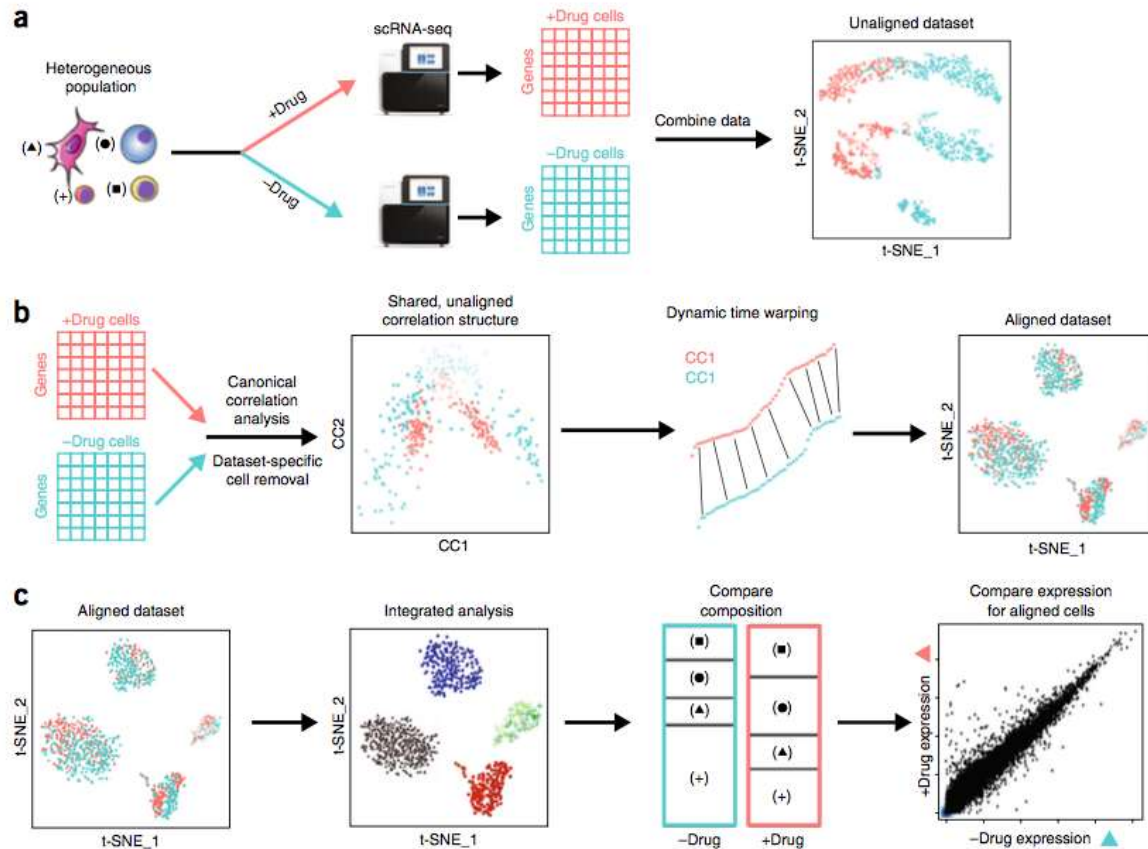 a
Heterogeneous
population
(▲)
(●)
(+)
(■)
+Drug
–Drug
scRNA-seq
+Drug cells
Genes
–Drug cells
Genes
Combine data
Unaligned dataset
t-SNE_2
t-SNE_1
b
+Drug cells
Genes
–Drug cells
Genes
Canonical
correlation
analysis
Dataset-specific
cell removal
Shared, unaligned
correlation structure
CC2
CC1
Dynamic time warping
CC1
CC1
Aligned dataset
t-SNE_2
t-SNE_1
c
Aligned dataset
t-SNE_2
t-SNE_1
Integrated analysis
t-SNE_2
t-SNE_1
Compare
composition
(■)
(●)
(▲)
(+)
–Drug
(■)
(●)
(▲)
(+)
+Drug
Compare expression
for aligned cells
+Drug expression
–Drug expression